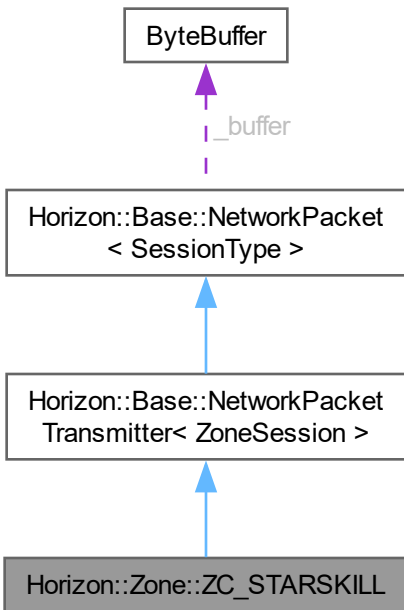 ByteBuffer
_buffer
Horizon::Base::NetworkPacket
< SessionType >
Horizon::Base::NetworkPacket
Transmitter< ZoneSession >
Horizon::Zone::ZC_STARSKILL